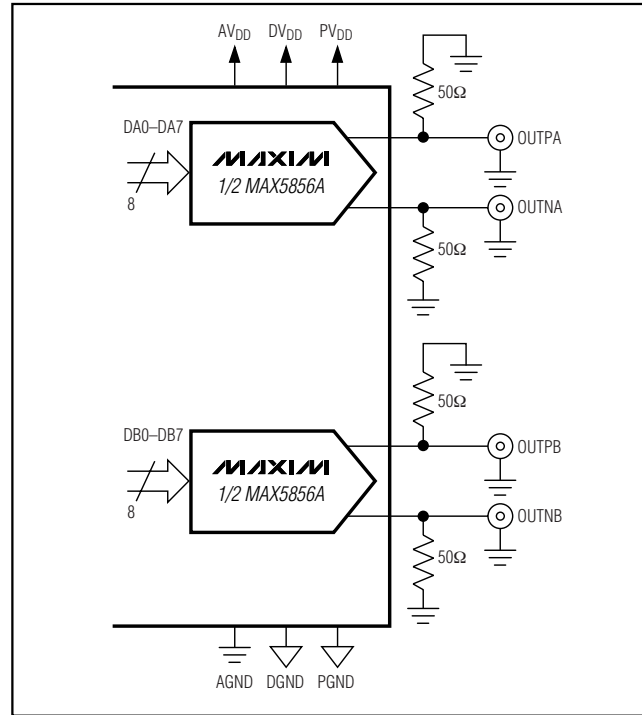 AVDD DVDD PVDD
50Ω
DA0–DA7
MAXIM
1/2 MAX5856A
8
OUTPA
OUTNA
50Ω
50Ω
DB0–DB7
MAXIM
1/2 MAX5856A
8
OUTPB
OUTNB
50Ω
AGND DGND PGND